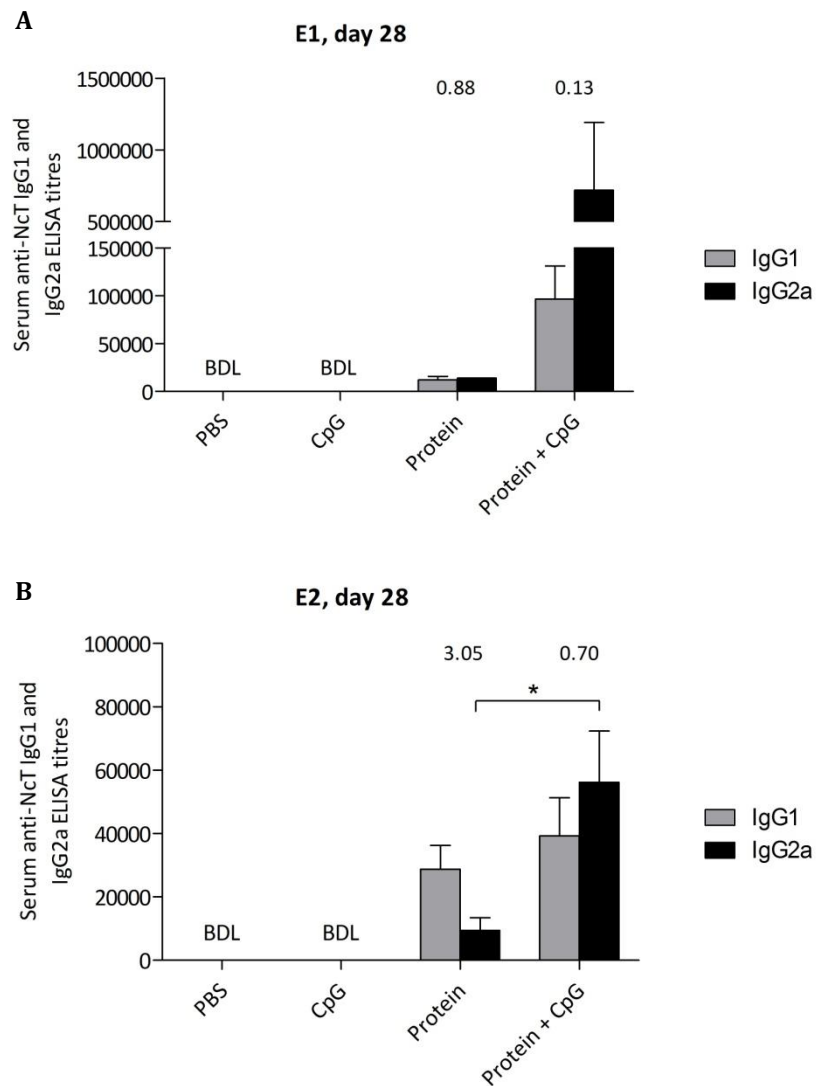 A
E1, day 28
Serum anti-NcT IgG1 and
IgG2a ELISA titres
1500000
1000000
500000
150000
100000
50000
0
0.88
0.13
BDL
BDL
PBS
CpG
Protein
Protein + CpG
IgG1
IgG2a
B
E2, day 28
Serum anti-NcT IgG1 and
IgG2a ELISA titres
100000
80000
60000
40000
20000
0
3.05
0.70
*
BDL
BDL
PBS
CpG
Protein
Protein + CpG
IgG1
IgG2a